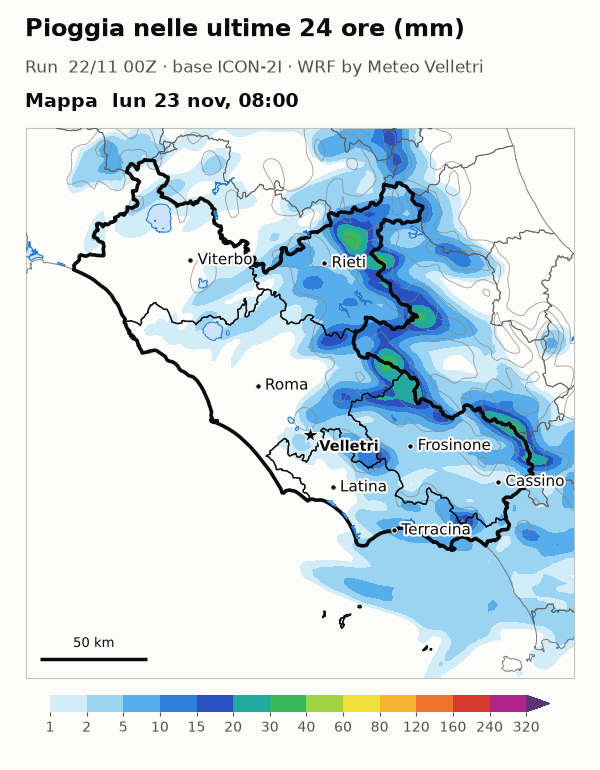 Pioggia nelle ultime 24 ore (mm)
Run 22/11 00Z · base ICON-2I · WRF by Meteo Velletri
Mappa lun 23 nov, 08:00
Viterbo
Rieti
Roma
Velletri
Frosinone
Cassino
Latina
Terracina
50 km
1 2 5 10 15 20 30 40 60 80 120 160 240 320